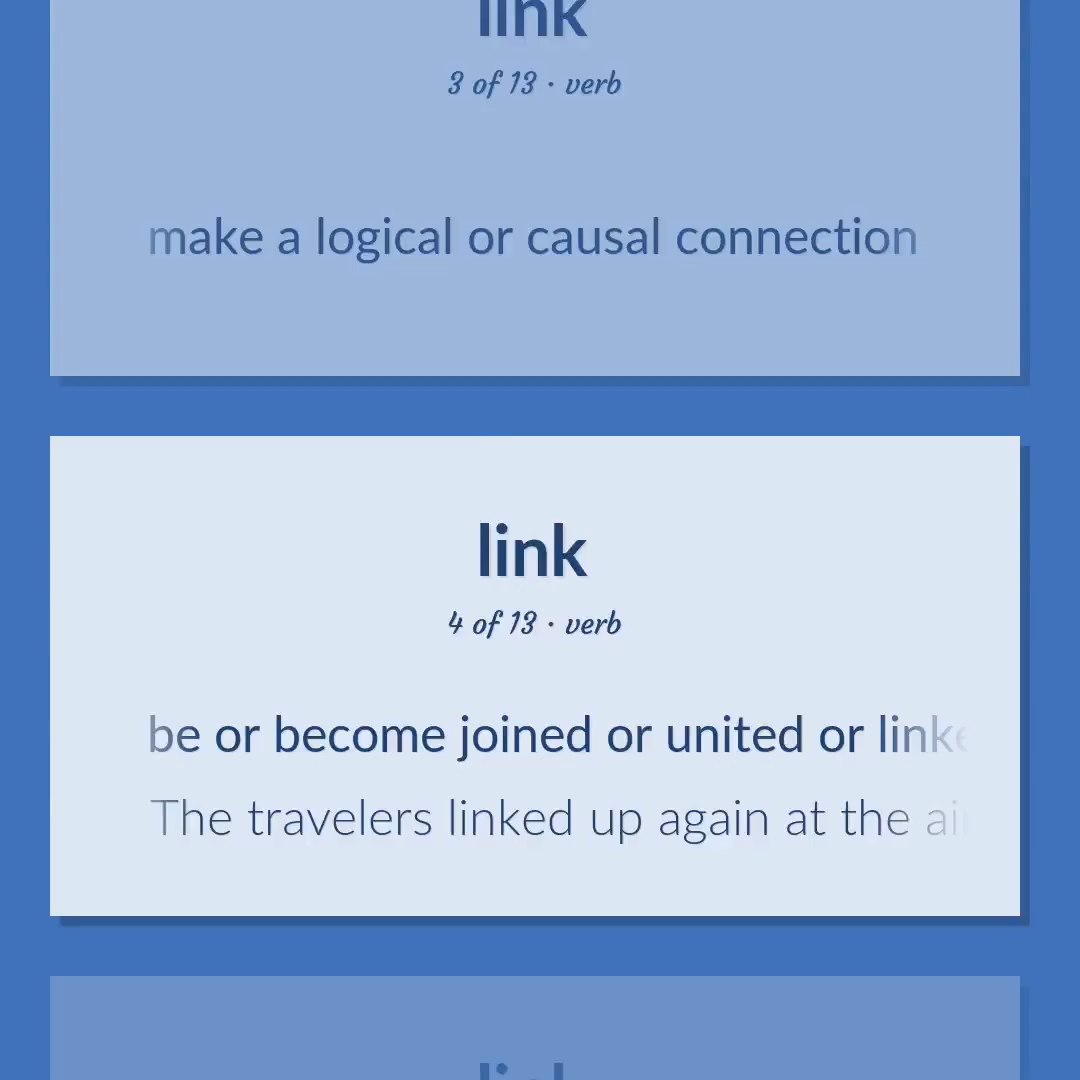 link
3 of 13 · verb
make a logical or causal connection
link
4 of 13 · verb
be or become joined or united or linke
The travelers linked up again at the
link